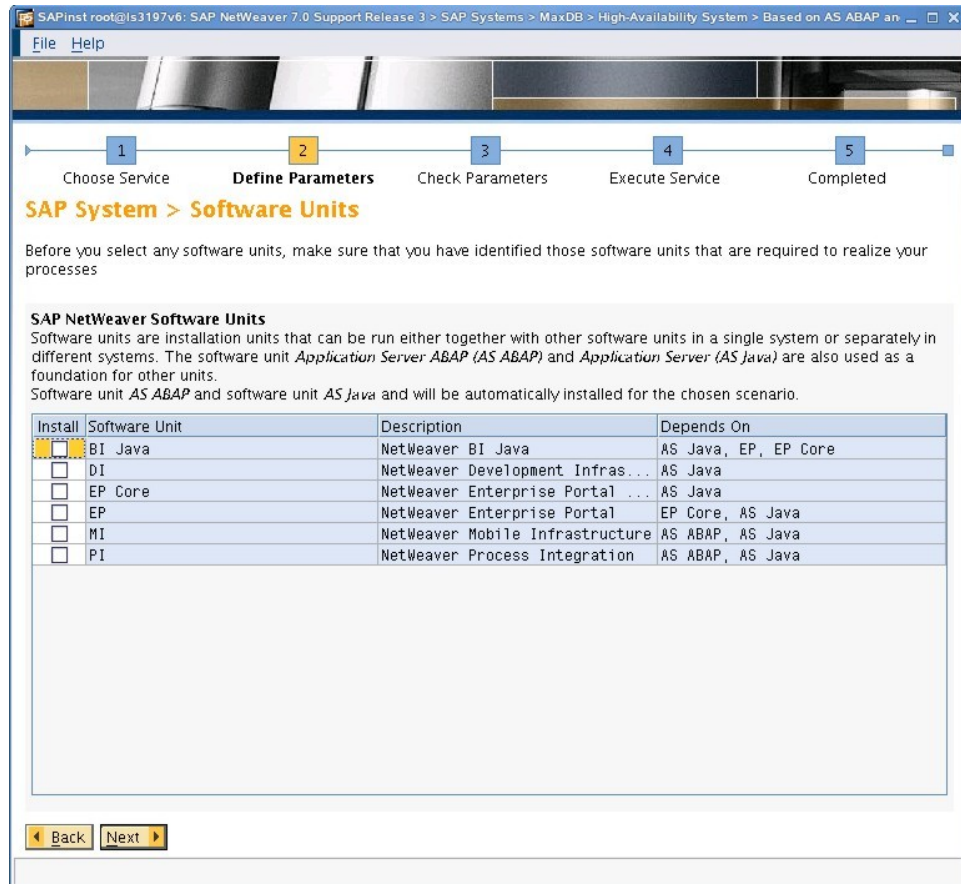 SAPinst root@ls3197v6: SAP NetWeaver 7.0 Support Release 3 > SAP Systems > MaxDB > High-Availability System > Based on AS ABAP an
File Help
1 2 3 4 5
Choose Service Define Parameters Check Parameters Execute Service Completed
SAP System > Software Units
Before you select any software units, make sure that you have identified those software units that are required to realize your
processes
SAP NetWeaver Software Units
Software units are installation units that can be run either together with other software units in a single system or separately in
different systems. The software unit Application Server ABAP (AS ABAP) and Application Server (AS Java) are also used as a
foundation for other units.
Software unit AS ABAP and software unit AS Java and will be automatically installed for the chosen scenario.
Install Software Unit Description Depends On
BI Java NetWeaver BI Java AS Java, EP, EP Core
DI NetWeaver Development Infras... AS Java
EP Core NetWeaver Enterprise Portal ... AS Java
EP NetWeaver Enterprise Portal EP Core, AS Java
MI NetWeaver Mobile Infrastructure AS ABAP, AS Java
PI NetWeaver Process Integration AS ABAP, AS Java
Back Next